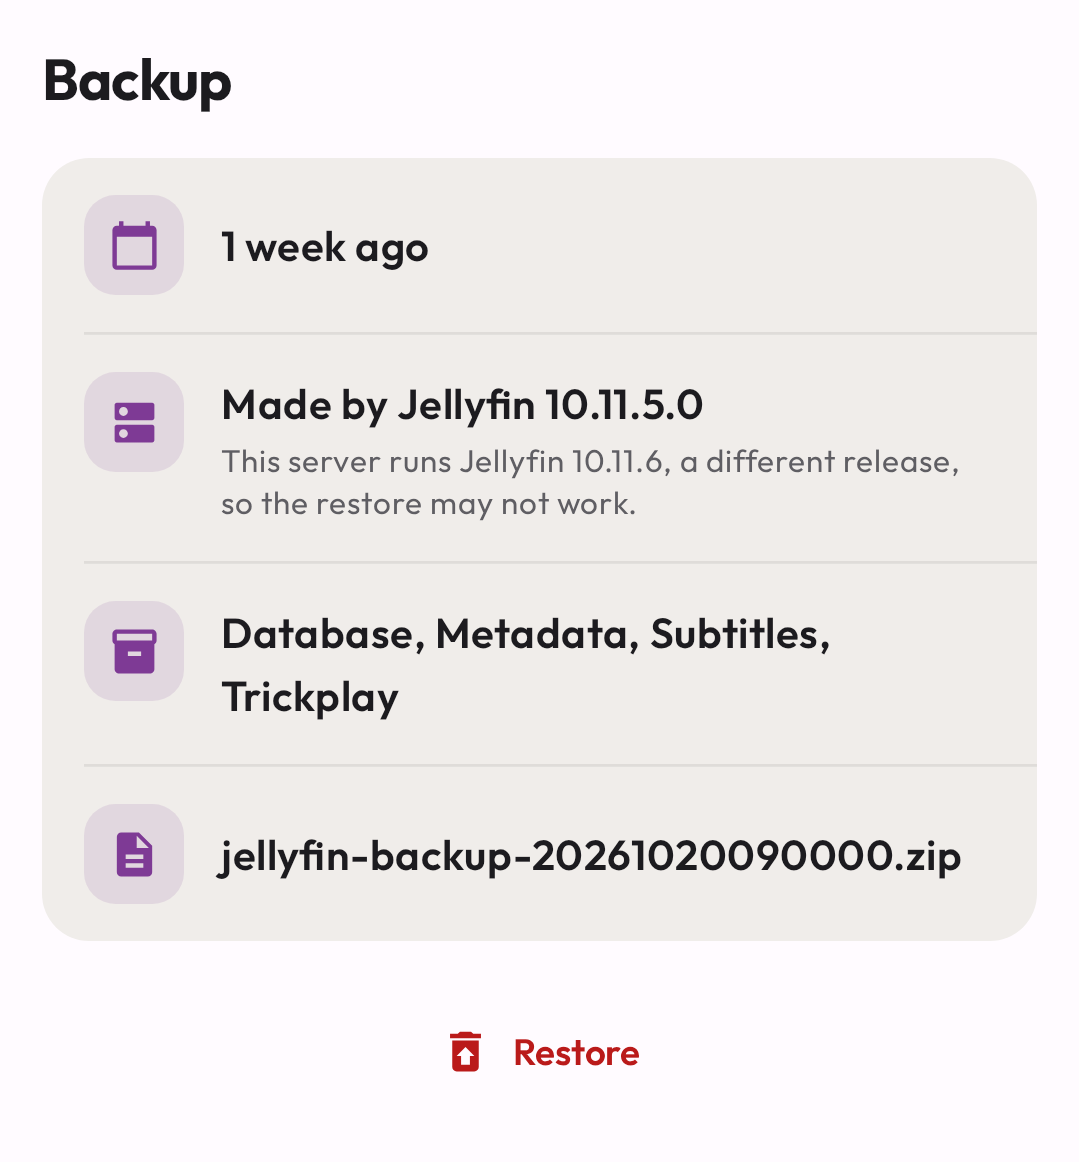 Backup
1 week ago
Made by Jellyfin 10.11.5.0
This server runs Jellyfin 10.11.6, a different release,
so the restore may not work.
Database, Metadata, Subtitles,
Trickplay
jellyfin-backup-20261020090000.zip
Restore